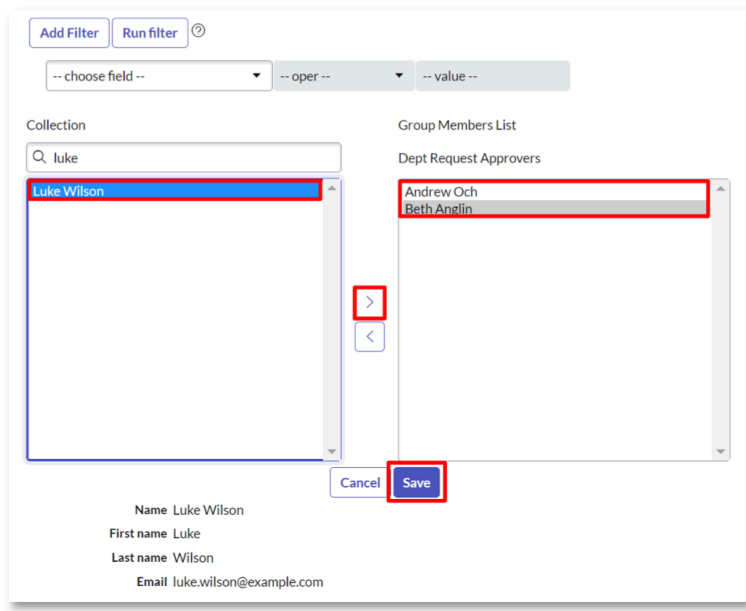 Add Filter Run filter ?
-- choose field -- -- oper -- -- value --
Collection Group Members List
luke Dept Request Approvers
Luke Wilson Andrew Och
Beth Anglin
>
<
Cancel Save
Name Luke Wilson
First name Luke
Last name Wilson
Email luke.wilson@example.com